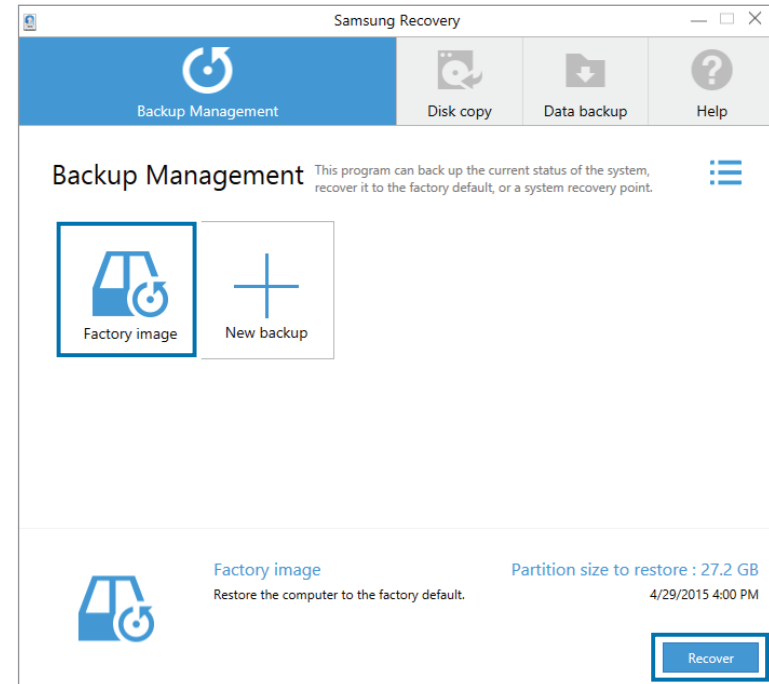 Samsung Recovery
Backup Management
Disk copy
Data backup
Help
Backup Management
This program can back up the current status of the system,
recover it to the factory default, or a system recovery point.
Factory image
New backup
Factory image
Partition size to restore : 27.2 GB
Restore the computer to the factory default.
4/29/2015 4:00 PM
Recover